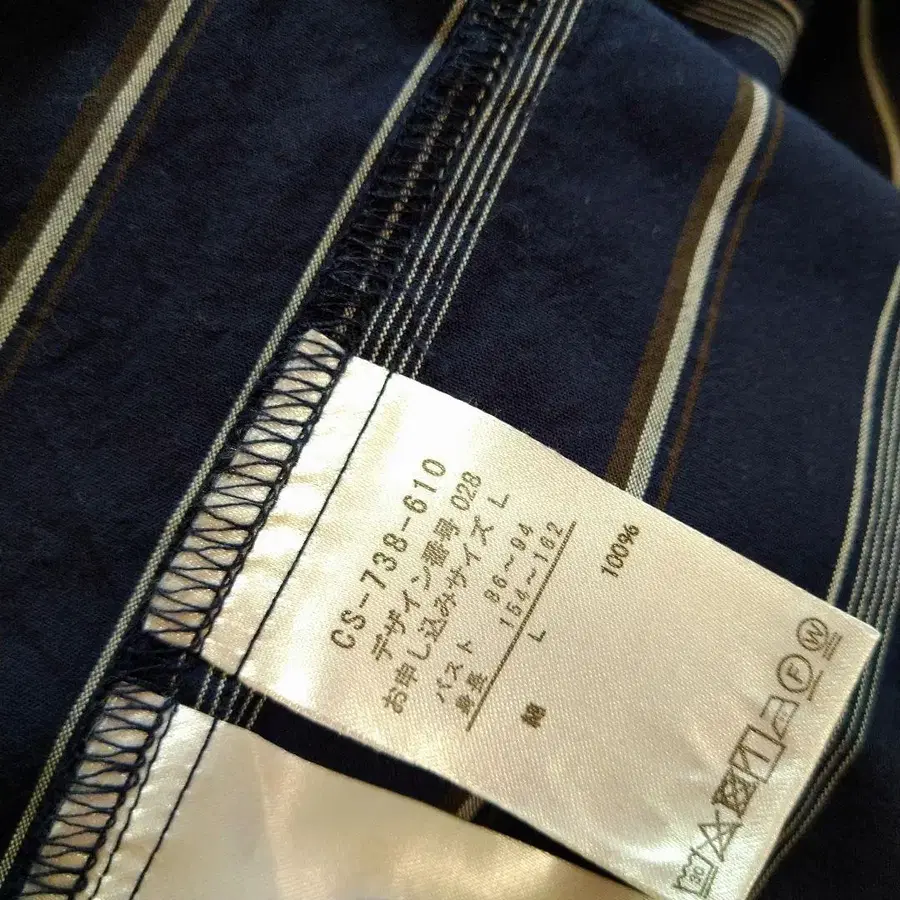 CS-738-610
デザイン番号 028
お申し込みサイズ L
バスト 86～94
身長 154～162
L
綿 100%
30
F
W